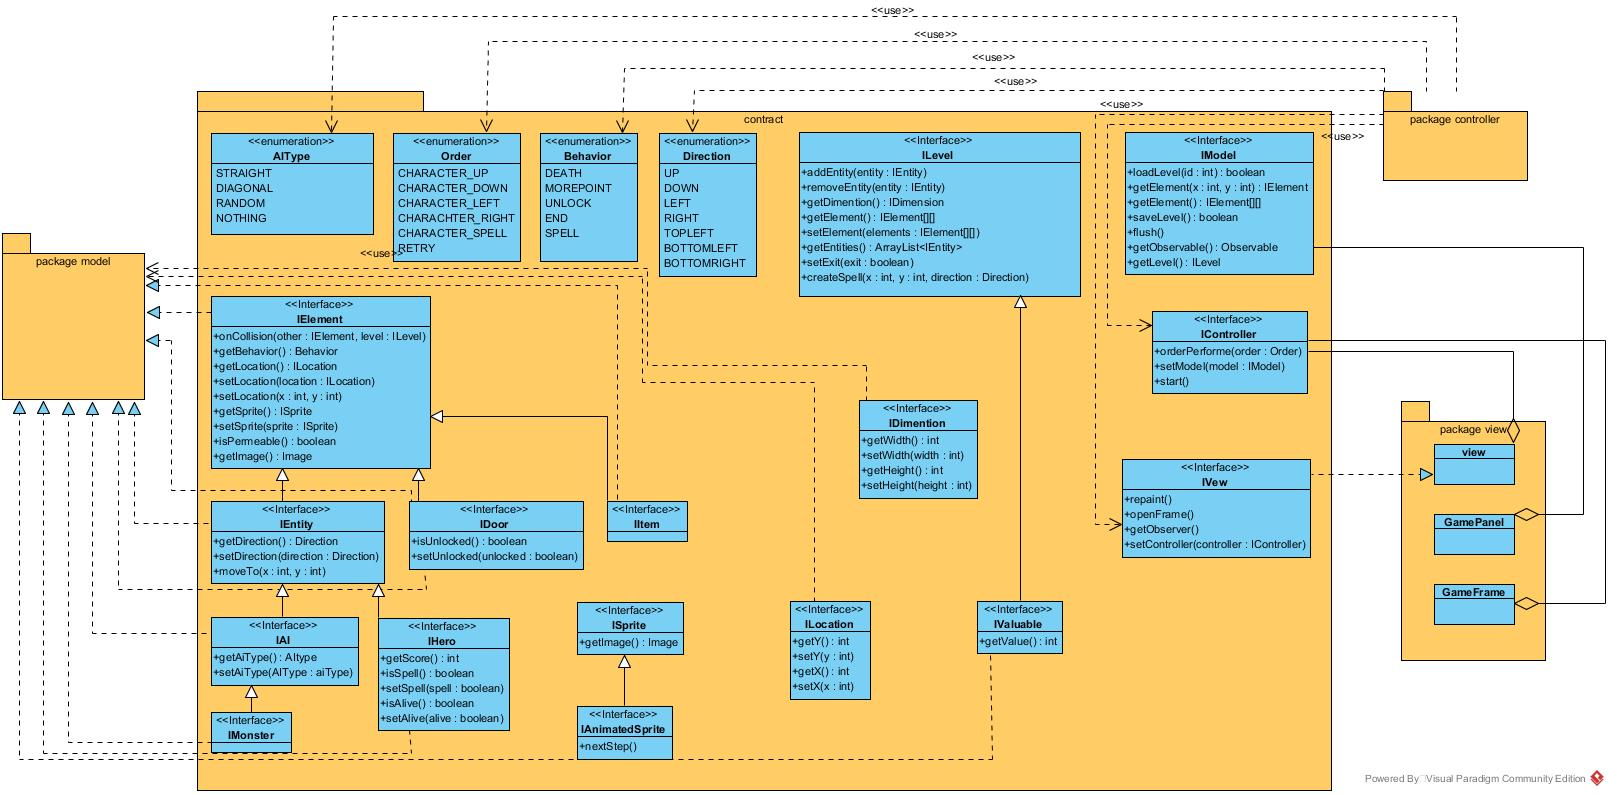 <<use>>
<<use>>
<<use>>
<<use>>
<<use>>
<<use>>
contract
package controller
<<enumeration>>
AIType
STRAIGHT
DIAGONAL
RANDOM
NOTHING
<<enumeration>>
Order
CHARACTER_UP
CHARACTER_DOWN
CHARACTER_LEFT
CHARACHTER_RIGHT
CHARACTER_SPELL
RETRY
<<enumeration>>
Behavior
DEATH
MOREPOINT
UNLOCK
END
SPELL
<<enumeration>>
Direction
UP
DOWN
LEFT
RIGHT
TOPLEFT
BOTTOMLEFT
BOTTOMRIGHT
<<Interface>>
ILevel
+addEntity(entity : IEntity)
+removeEntity(entity : IEntity)
+getDimention() : IDimension
+getElement() : IElement[][]
+setElement(elements : IElement[][])
+getEntities() : ArrayList<IEntity>
+setExit(exit : boolean)
+createSpell(x : int, y : int, direction : Direction)
<<Interface>>
IModel
+loadLevel(id : int) : boolean
+getElement(x : int, y : int) : IElement
+getElement() : IElement[][]
+saveLevel() : boolean
+flush()
+getObservable() : Observable
+getLevel() : ILevel
package model
<<use>>
<<Interface>>
IElement
+onCollision(other : IElement, level : ILevel)
+getBehavior() : Behavior
+getLocation() : ILocation
+setLocation(location : ILocation)
+setLocation(x : int, y : int)
+getSprite() : ISprite
+setSprite(sprite : ISprite)
+isPermeable() : boolean
+getImage() : Image
<<Interface>>
IController
+orderPerforme(order : Order)
+setModel(model : IModel)
+start()
<<Interface>>
IDimention
+getWidth() : int
+setWidth(width : int)
+getHeight() : int
+setHeight(height : int)
package view
view
GamePanel
GameFrame
<<Interface>>
IVew
+repaint()
+openFrame()
+getObserver()
+setController(controller : IController)
<<Interface>>
IEntity
+getDirection() : Direction
+setDirection(direction : Direction)
+moveTo(x : int, y : int)
<<Interface>>
IDoor
+isUnlocked() : boolean
+setUnlocked(unlocked : boolean)
<<Interface>>
IItem
<<Interface>>
IAI
+getAiType() : AItype
+setAiType(AIType : aiType)
<<Interface>>
IHero
+getScore() : int
+isSpell() : boolean
+setSpell(spell : boolean)
+isAlive() : boolean
+setAlive(alive : boolean)
<<Interface>>
ISprite
+getImage() : Image
<<Interface>>
ILocation
+getY() : int
+setY(y : int)
+getX() : int
+setX(x : int)
<<Interface>>
IValuable
+getValue() : int
<<Interface>>
IMonster
<<Interface>>
IAnimatedSprite
+nextStep()
Powered By Visual Paradigm Community Edition